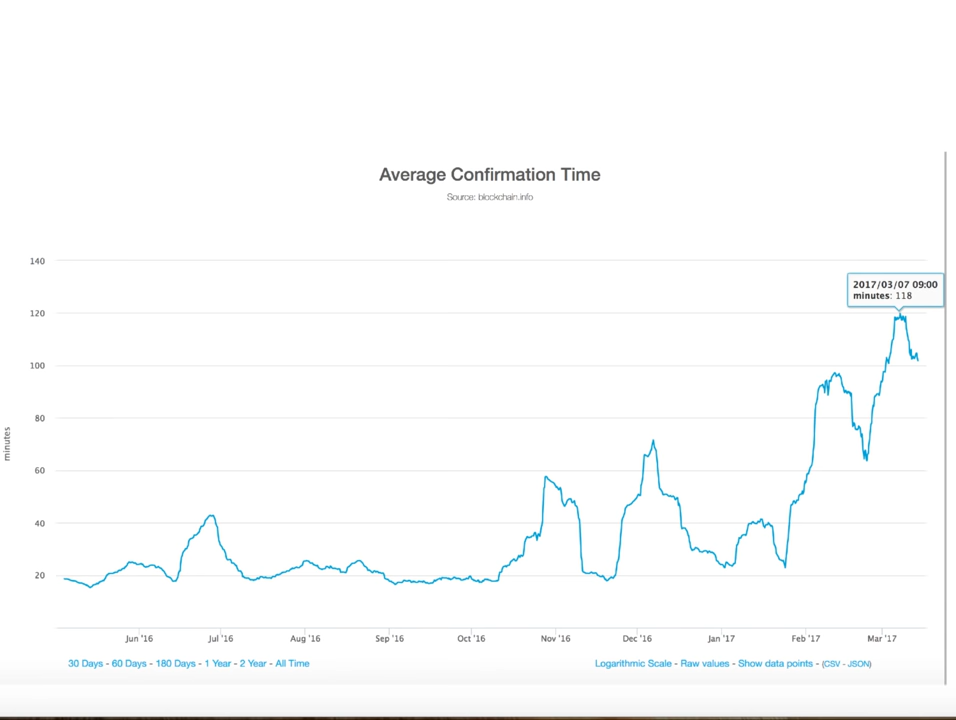 Average Confirmation Time
Source: blockchain.info
140
2017/03/07 09:00
minutes: 118
120
100
80
minutes
60
40
20
Jun '16 Jul '16 Aug '16 Sep '16 Oct '16 Nov '16 Dec '16 Jan '17 Feb '17 Mar '17
30 Days - 60 Days - 180 Days - 1 Year - 2 Year - All Time Logarithmic Scale - Raw values - Show data points - (CSV - JSON)